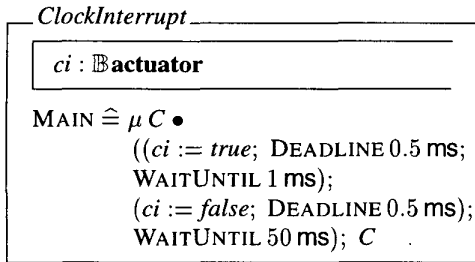 ClockInterrupt
ci : 𝔹 actuator
MAIN ≙ μ C •
((ci := true; DEADLINE 0.5 ms;
WAITUNTIL 1 ms);
(ci := false; DEADLINE 0.5 ms);
WAITUNTIL 50 ms); C